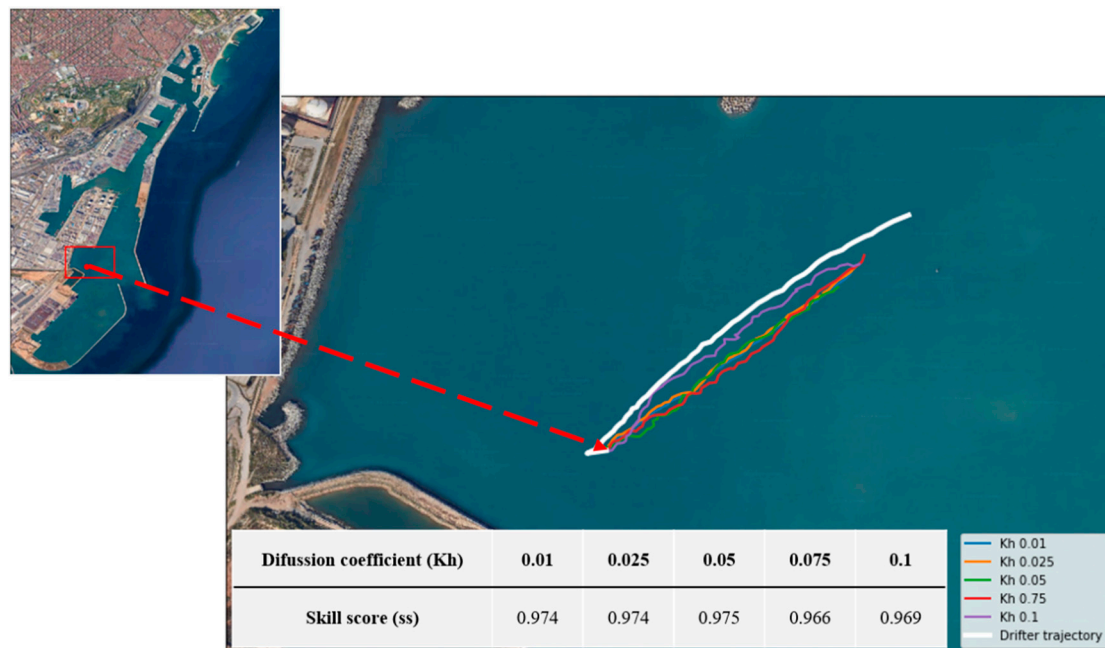 Difussion coefficient (Kh) 0.01 0.025 0.05 0.075 0.1
Skill score (ss) 0.974 0.974 0.975 0.966 0.969
Kh 0.01
Kh 0.025
Kh 0.05
Kh 0.75
Kh 0.1
Drifter trajectory